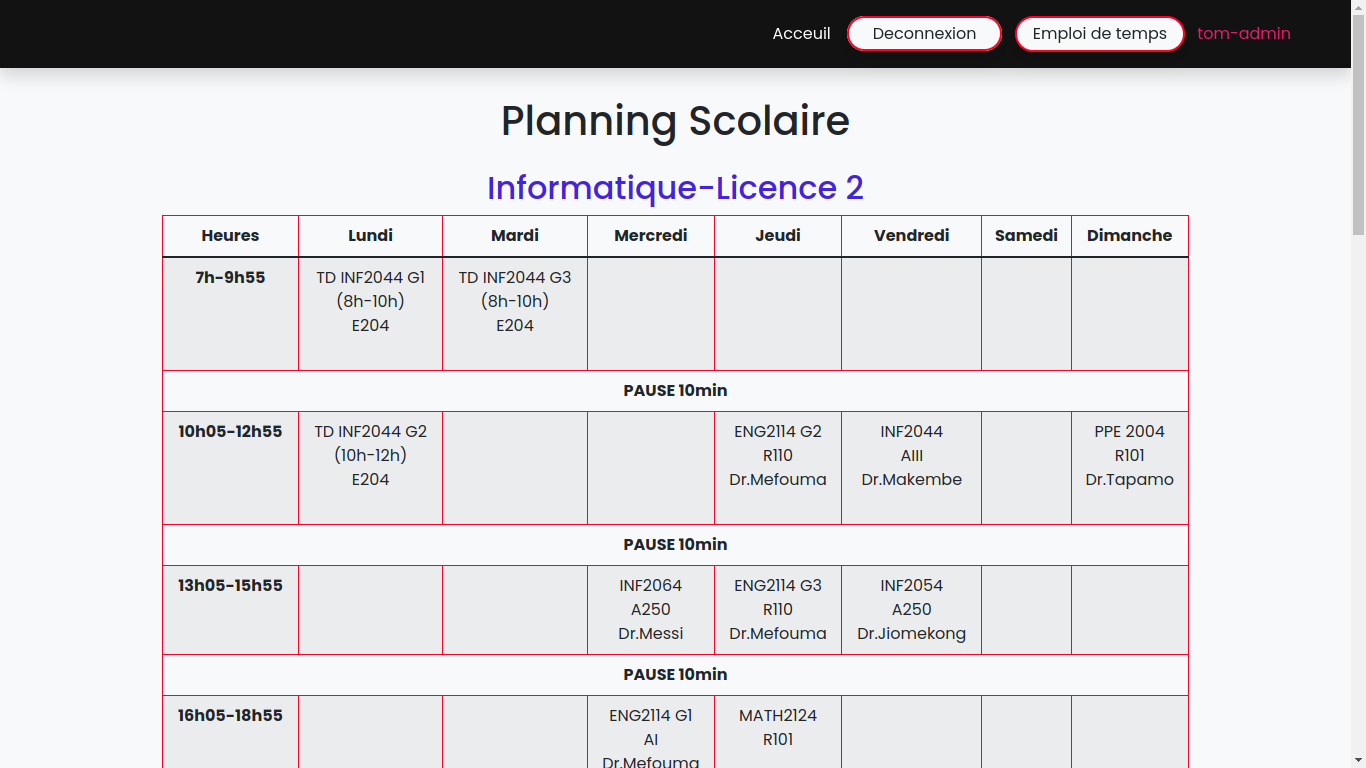 Acceuil Deconnexion Emploi de temps tom-admin
Planning Scolaire
Informatique-Licence 2
Heures Lundi Mardi Mercredi Jeudi Vendredi Samedi Dimanche
7h-9h55 TD INF2044 G1 TD INF2044 G3
(8h-10h) (8h-10h)
E204 E204
PAUSE 10min
10h05-12h55 TD INF2044 G2 ENG2114 G2 INF2044 PPE 2004
(10h-12h) R110 AIII R101
E204 Dr.Mefouma Dr.Makembe Dr.Tapamo
PAUSE 10min
13h05-15h55 INF2064 ENG2114 G3 INF2054
A250 R110 A250
Dr.Messi Dr.Mefouma Dr.Jiomekong
PAUSE 10min
16h05-18h55 ENG2114 G1 MATH2124
AI R101
Dr.Mefouma